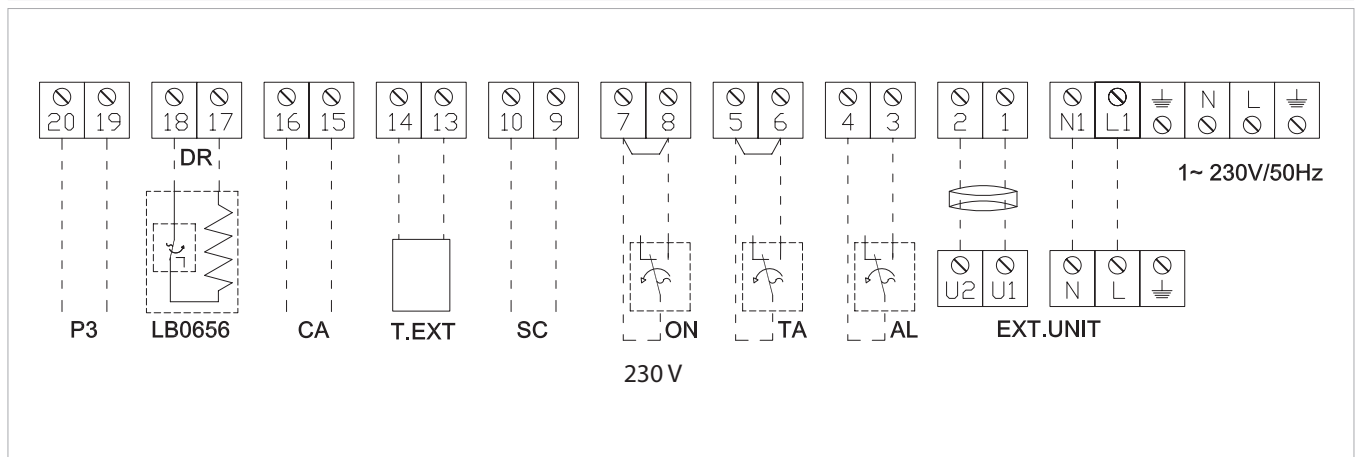 20 19 18 17 16 15 14 13 10 9 7 8 5 6 4 3 2 1 N1 L1 N L
DR
1~ 230V/50Hz
U2 U1 N L
P3 LB0656 CA T.EXT SC ON TA AL EXT.UNIT
230 V